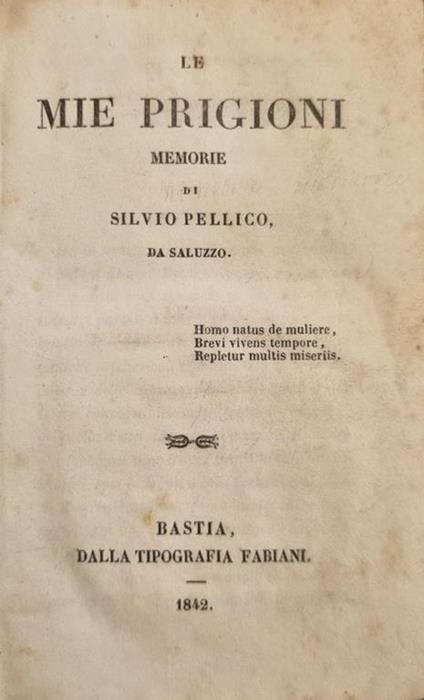 LE
MIE PRIGIONI
MEMORIE
DI
SILVIO PELLICO,
DA SALUZZO.
Homo natus de muliere,
Brevi vivens tempore,
Repletur multis miseriis.
BASTIA,
DALLA TIPOGRAFIA FABIANI.
1842.